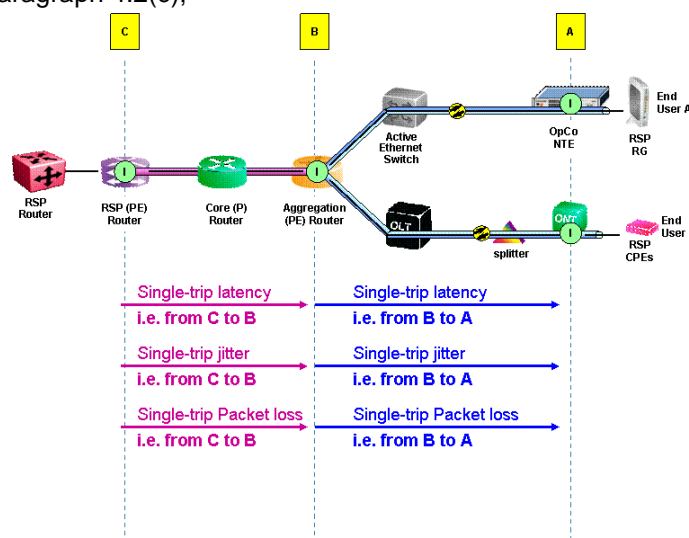 aragraph 4.2(c),
C
B
A
I
I
I
I
RSP
Router
RSP (PE)
Router
Core (P)
Router
Aggregation
(PE) Router
Active
Ethernet
Switch
OpCo
NTE
RSP
RG
End
User A
OLT
splitter
ONT
RSP
CPEs
End
User
Single-trip latency
i.e. from C to B
Single-trip latency
i.e. from B to A
Single-trip jitter
i.e. from C to B
Single-trip jitter
i.e. from B to A
Single-trip Packet loss
i.e. from C to B
Single-trip Packet loss
i.e. from B to A